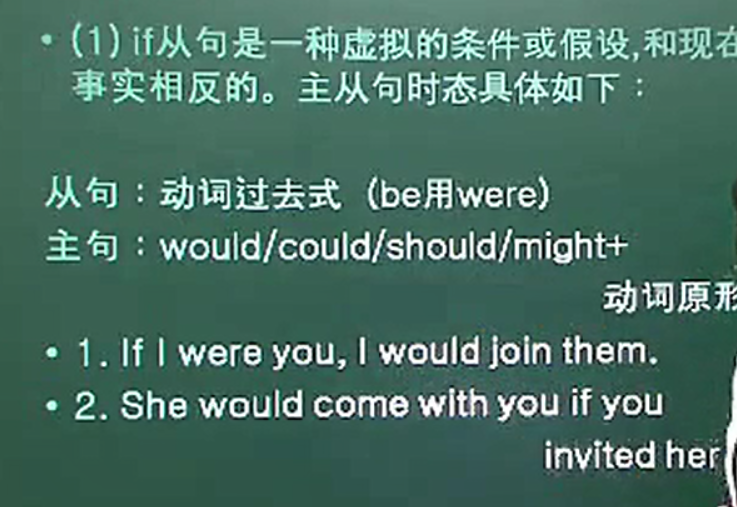 • (1) if从句是一种虚拟的条件或假设,和现在
事实相反的。主从句时态具体如下：
从句：动词过去式（be用were）
主句：would/could/should/might+
动词原形
• 1. If I were you, I would join them.
• 2. She would come with you if you
invited her